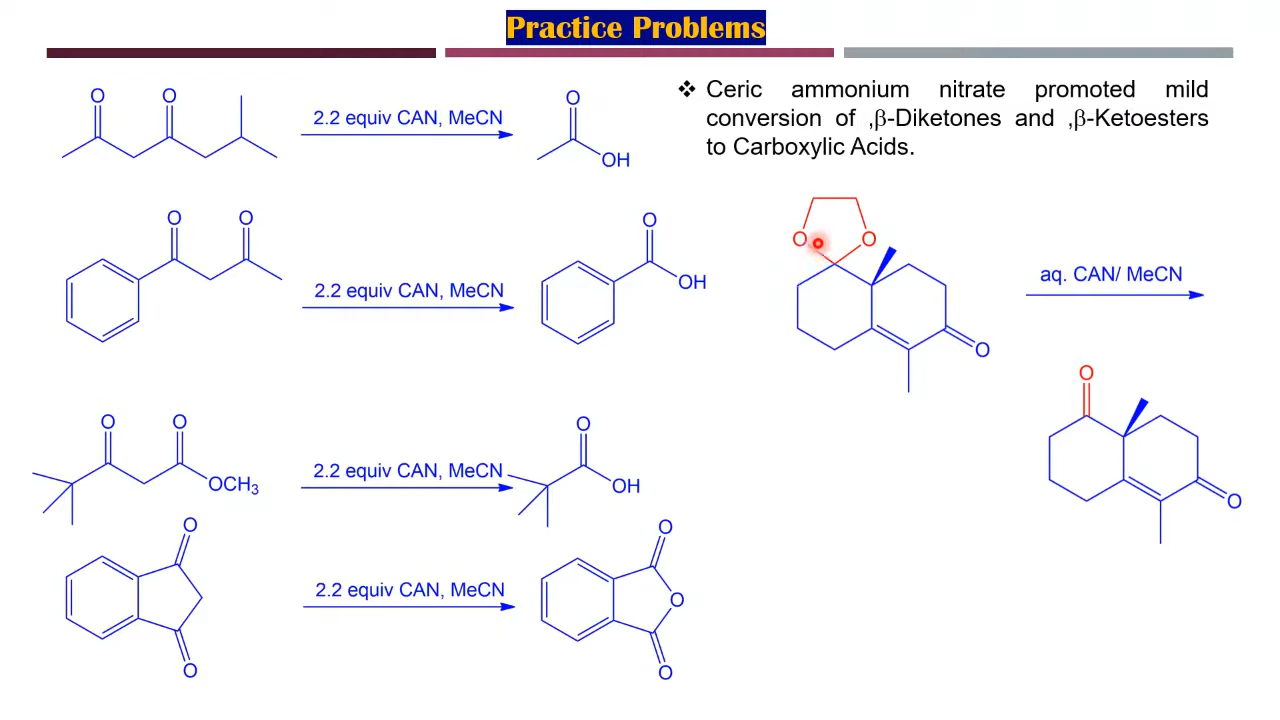 Practice Problems
O O
2.2 equiv CAN, MeCN
O
OH
❖ Ceric ammonium nitrate promoted mild
conversion of ,β-Diketones and ,β-Ketoesters
to Carboxylic Acids.
O O
2.2 equiv CAN, MeCN
O
OH
O O
O
aq. CAN/ MeCN
O
O
O O
OCH3
2.2 equiv CAN, MeCN
O
OH
O
O
2.2 equiv CAN, MeCN
O
O
O